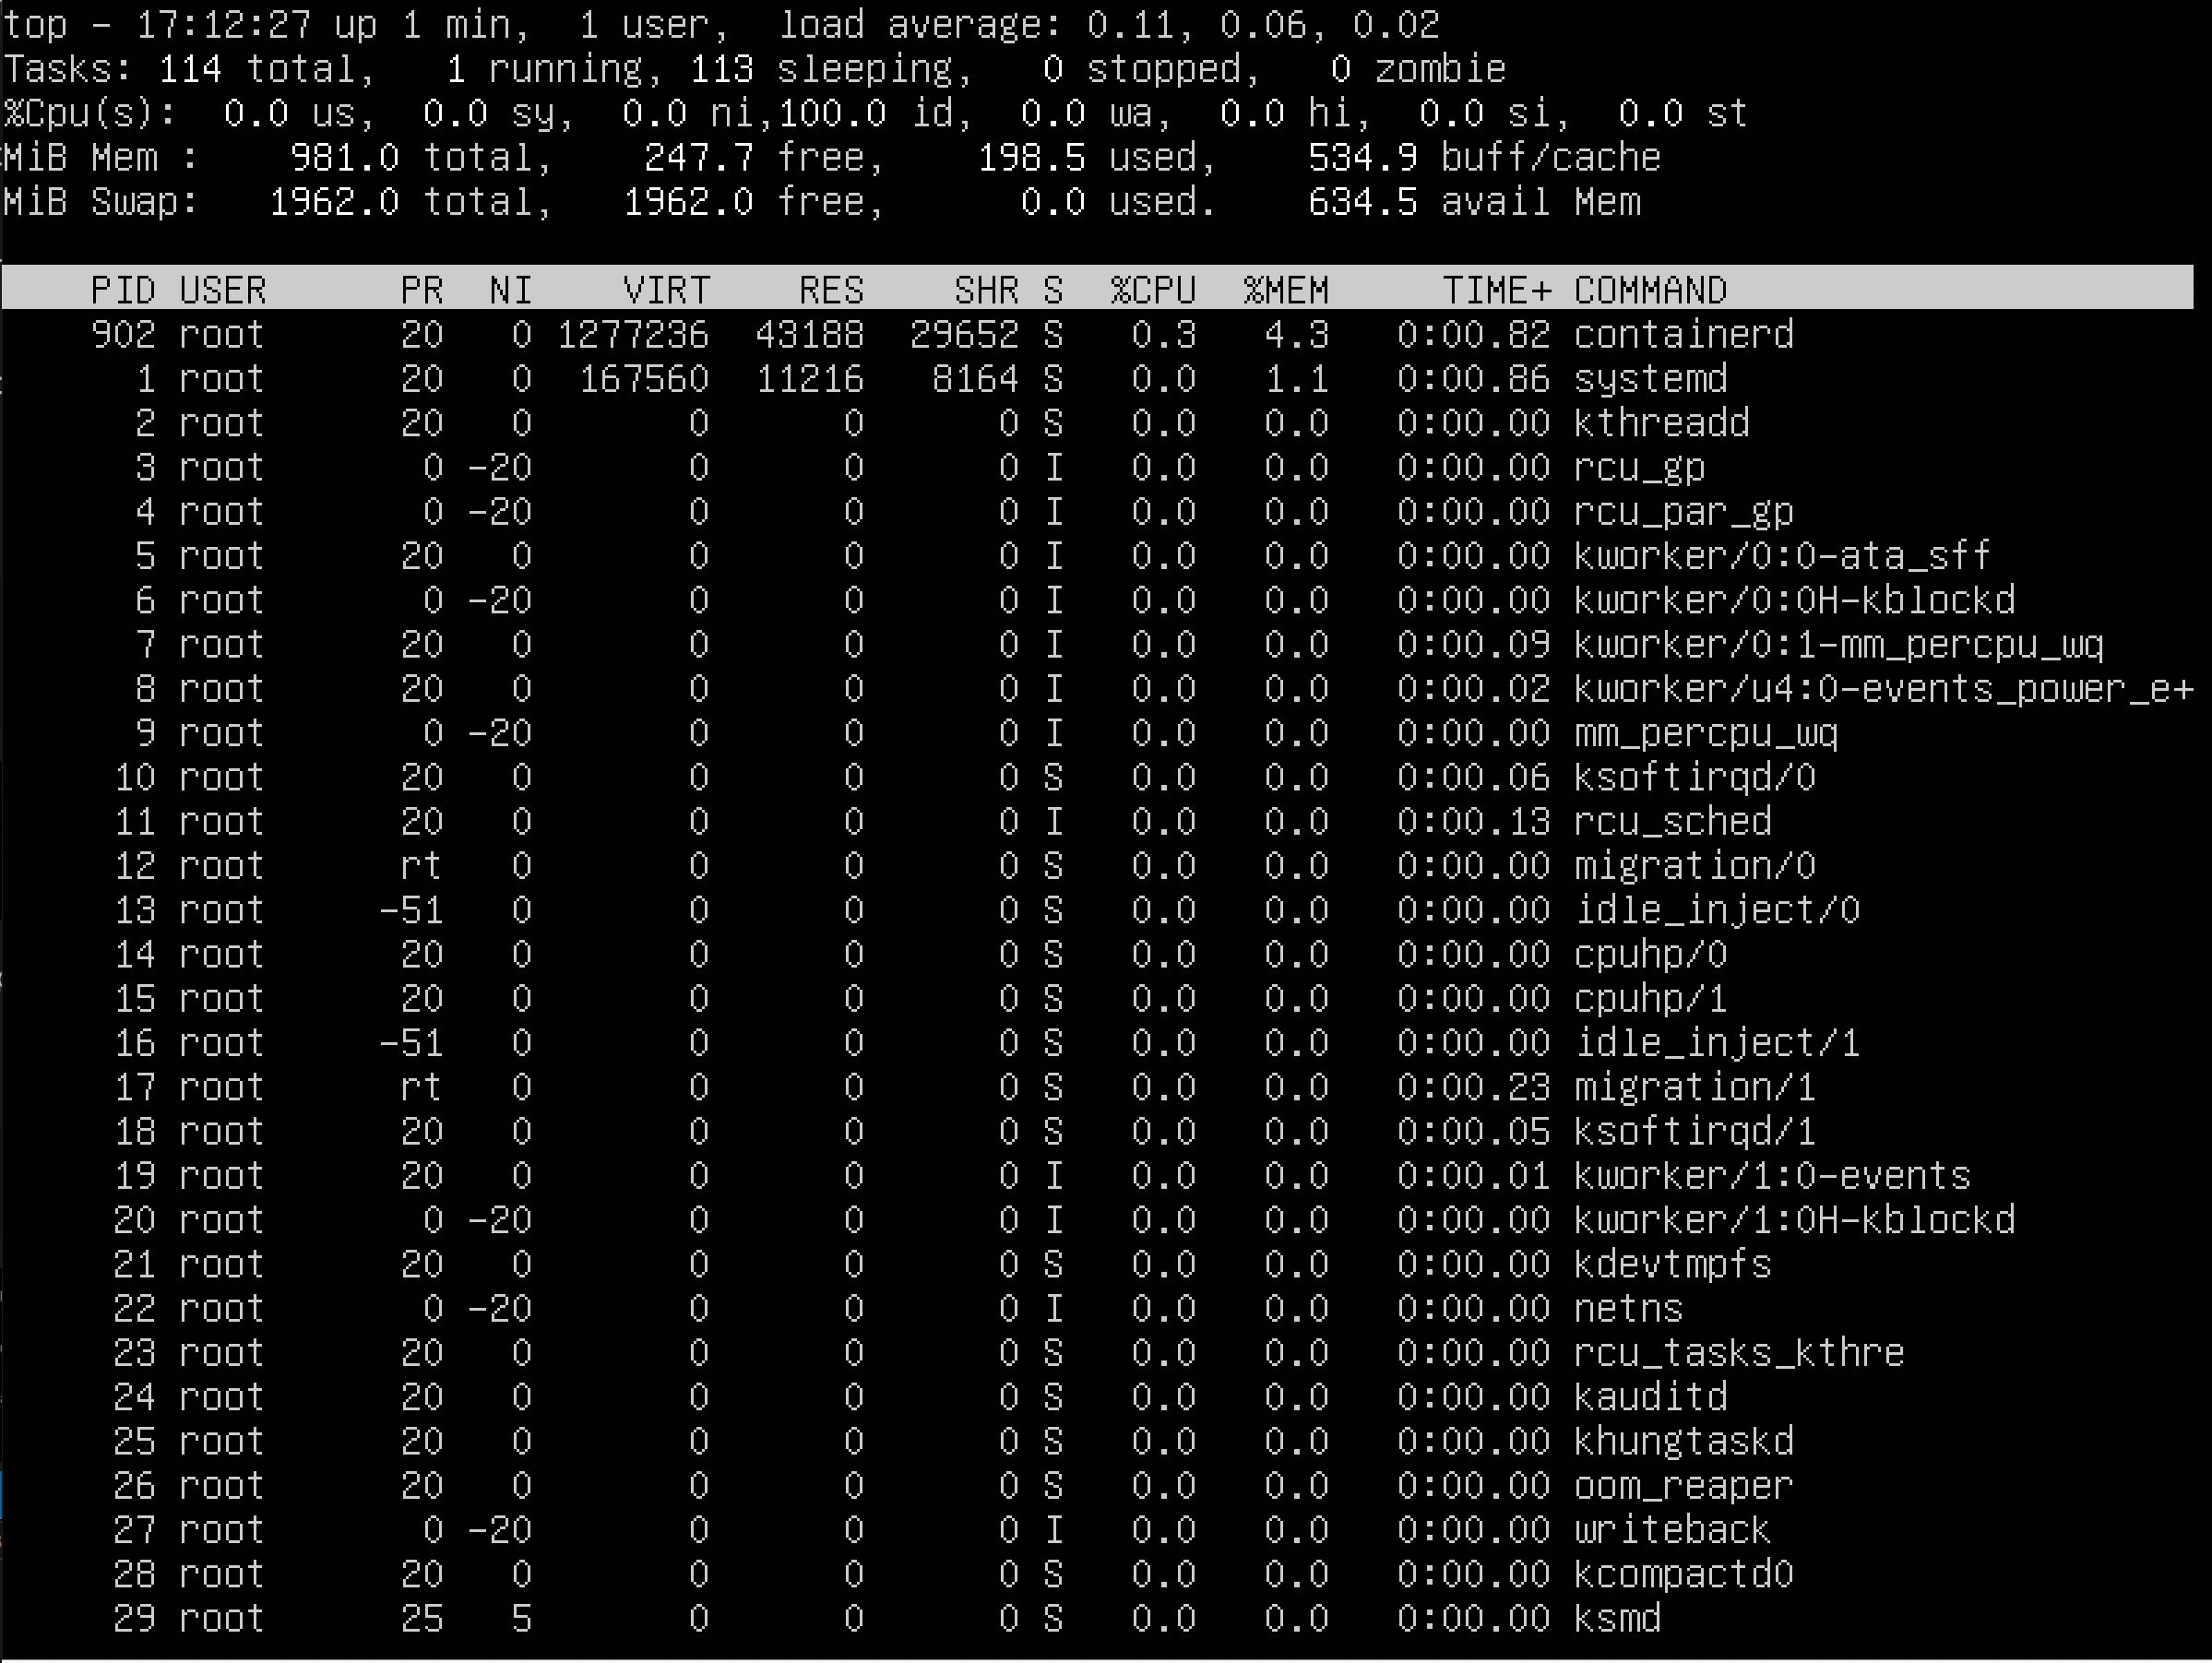 top - 17:12:27 up 1 min,  1 user,  load average: 0.11, 0.06, 0.02
Tasks: 114 total,   1 running, 113 sleeping,   0 stopped,   0 zombie
%Cpu(s):  0.0 us,  0.0 sy,  0.0 ni,100.0 id,  0.0 wa,  0.0 hi,  0.0 si,  0.0 st
MiB Mem :    981.0 total,    247.7 free,    198.5 used,    534.9 buff/cache
MiB Swap:   1962.0 total,   1962.0 free,      0.0 used.    634.5 avail Mem
PID USER      PR  NI    VIRT    RES    SHR S  %CPU  %MEM     TIME+ COMMAND
902 root      20   0 1277236  43188  29652 S   0.3   4.3   0:00.82 containerd
1 root      20   0  167560  11216   8164 S   0.0   1.1   0:00.86 systemd
2 root      20   0       0      0      0 S   0.0   0.0   0:00.00 kthreadd
3 root       0 -20       0      0      0 I   0.0   0.0   0:00.00 rcu_gp
4 root       0 -20       0      0      0 I   0.0   0.0   0:00.00 rcu_par_gp
5 root      20   0       0      0      0 I   0.0   0.0   0:00.00 kworker/0:0-ata_sff
6 root       0 -20       0      0      0 I   0.0   0.0   0:00.00 kworker/0:0H-kblockd
7 root      20   0       0      0      0 I   0.0   0.0   0:00.09 kworker/0:1-mm_percpu_wq
8 root      20   0       0      0      0 I   0.0   0.0   0:00.02 kworker/u4:0-events_power_e+
9 root       0 -20       0      0      0 I   0.0   0.0   0:00.00 mm_percpu_wq
10 root      20   0       0      0      0 S   0.0   0.0   0:00.06 ksoftirqd/0
11 root      20   0       0      0      0 I   0.0   0.0   0:00.13 rcu_sched
12 root      rt   0       0      0      0 S   0.0   0.0   0:00.00 migration/0
13 root     -51   0       0      0      0 S   0.0   0.0   0:00.00 idle_inject/0
14 root      20   0       0      0      0 S   0.0   0.0   0:00.00 cpuhp/0
15 root      20   0       0      0      0 S   0.0   0.0   0:00.00 cpuhp/1
16 root     -51   0       0      0      0 S   0.0   0.0   0:00.00 idle_inject/1
17 root      rt   0       0      0      0 S   0.0   0.0   0:00.23 migration/1
18 root      20   0       0      0      0 S   0.0   0.0   0:00.05 ksoftirqd/1
19 root      20   0       0      0      0 I   0.0   0.0   0:00.01 kworker/1:0-events
20 root       0 -20       0      0      0 I   0.0   0.0   0:00.00 kworker/1:0H-kblockd
21 root      20   0       0      0      0 S   0.0   0.0   0:00.00 kdevtmpfs
22 root       0 -20       0      0      0 I   0.0   0.0   0:00.00 netns
23 root      20   0       0      0      0 S   0.0   0.0   0:00.00 rcu_tasks_kthre
24 root      20   0       0      0      0 S   0.0   0.0   0:00.00 kauditd
25 root      20   0       0      0      0 S   0.0   0.0   0:00.00 khungtaskd
26 root      20   0       0      0      0 S   0.0   0.0   0:00.00 oom_reaper
27 root       0 -20       0      0      0 I   0.0   0.0   0:00.00 writeback
28 root      20   0       0      0      0 S   0.0   0.0   0:00.00 kcompactd0
29 root      25   5       0      0      0 S   0.0   0.0   0:00.00 ksmd